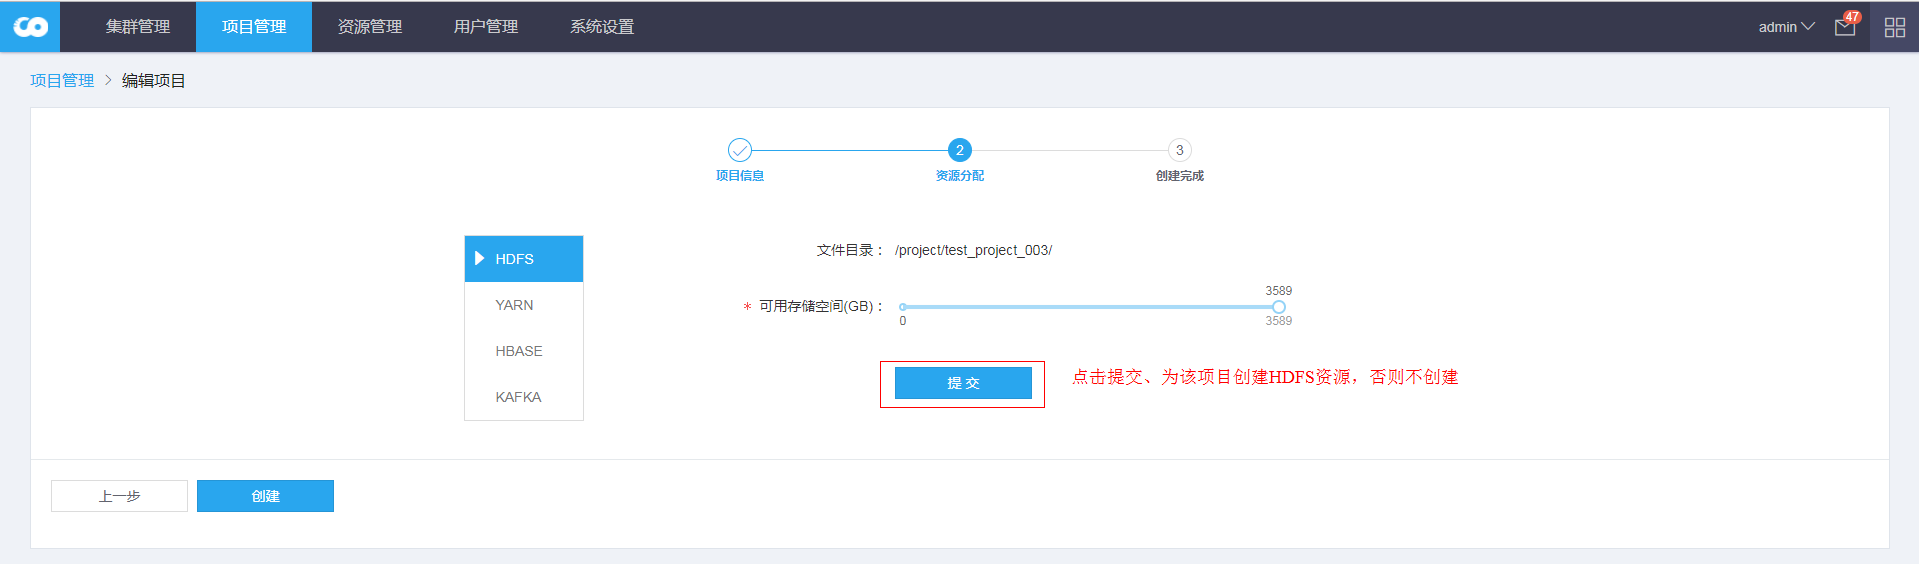 集群管理 项目管理 资源管理 用户管理 系统设置 admin 47
项目管理 > 编辑项目
2 3
项目信息 资源分配 创建完成
HDFS
YARN
HBASE
KAFKA
文件目录： /project/test_project_003/
3589
* 可用存储空间(GB)：
0 3589
提 交 点击提交、为该项目创建HDFS资源，否则不创建
上一步 创建